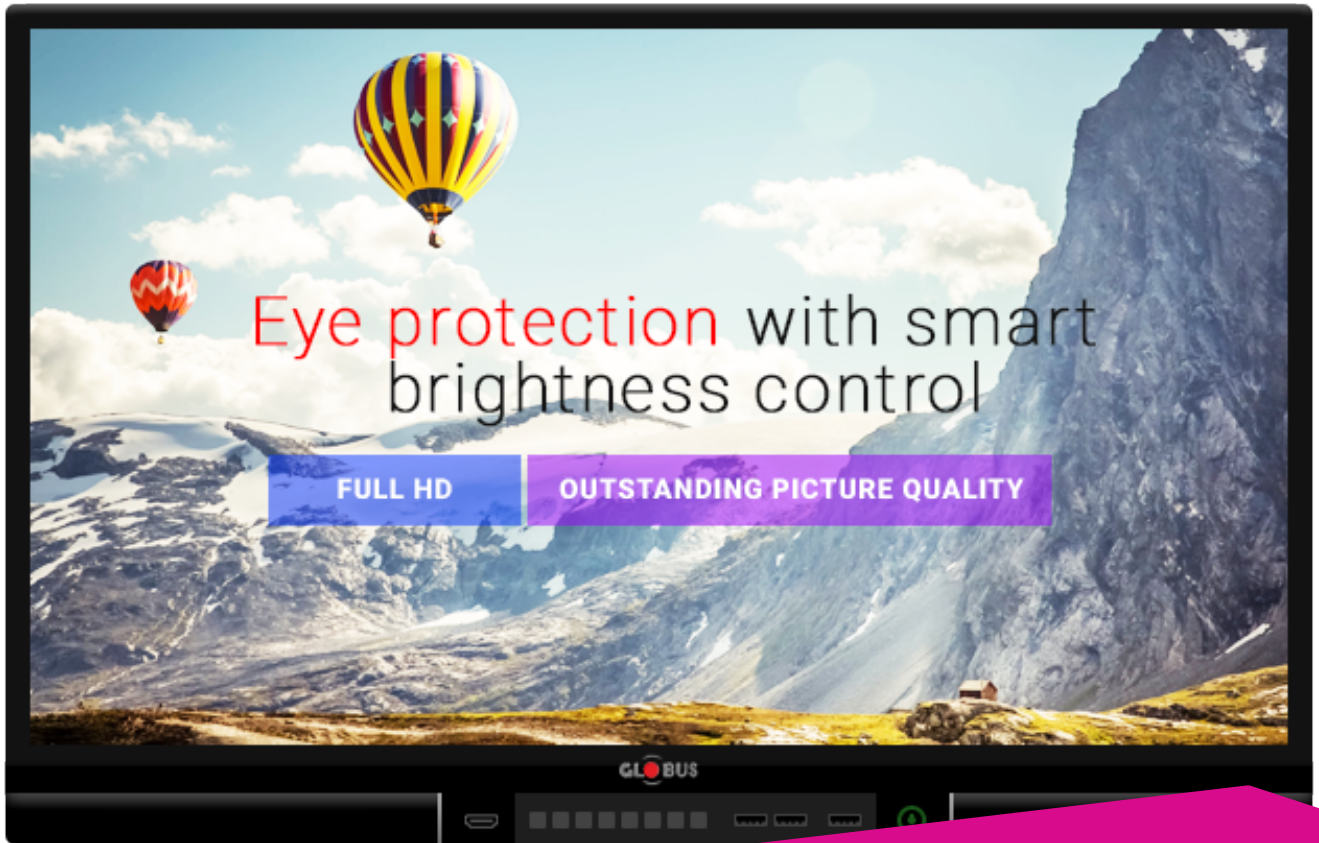 Eye protection with smart
brightness control
FULL HD OUTSTANDING PICTURE QUALITY
GLOBUS